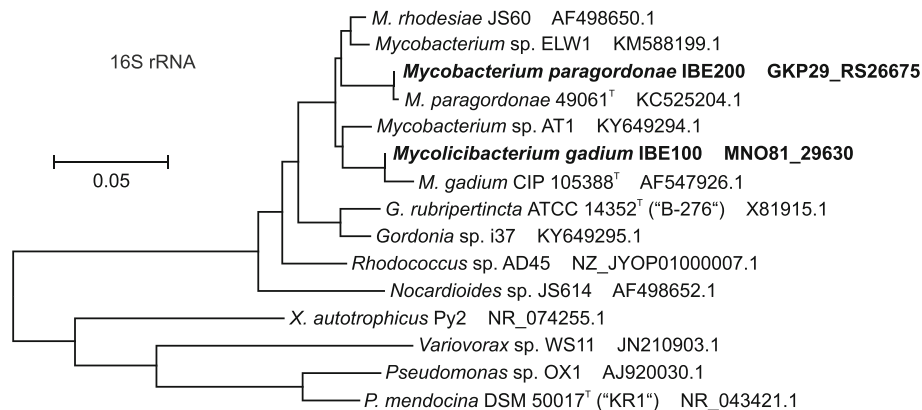 M. rhodesiae JS60 AF498650.1
Mycobacterium sp. ELW1 KM588199.1
16S rRNA
Mycobacterium paragordonae IBE200 GKP29_RS26675
M. paragordonae 49061ᵀ KC525204.1
Mycobacterium sp. AT1 KY649294.1
Mycolicibacterium gadium IBE100 MNO81_29630
0.05
M. gadium CIP 105388ᵀ AF547926.1
G. rubripertincta ATCC 14352ᵀ (“B-276“) X81915.1
Gordonia sp. i37 KY649295.1
Rhodococcus sp. AD45 NZ_JYOP01000007.1
Nocardioides sp. JS614 AF498652.1
X. autotrophicus Py2 NR_074255.1
Variovorax sp. WS11 JN210903.1
Pseudomonas sp. OX1 AJ920030.1
P. mendocina DSM 50017ᵀ (“KR1“) NR_043421.1